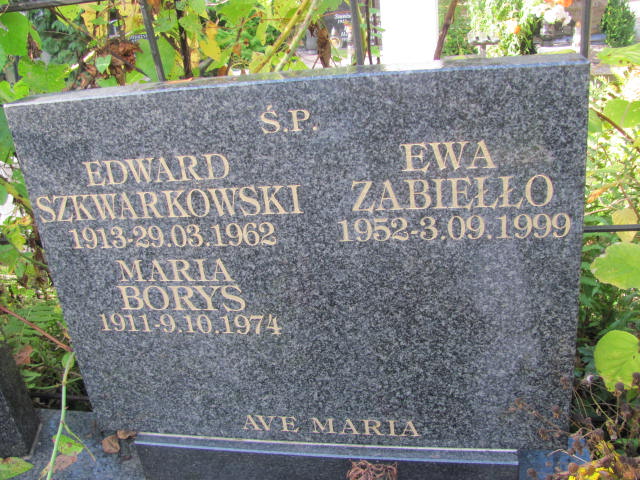 Ś.P.
EDWARD
SZKWARKOWSKI
1913-29.03.1962
MARIA
BORYS
1911-9.10.1974
EWA
ZABIEŁŁO
1952-3.09.1999
AVE MARIA